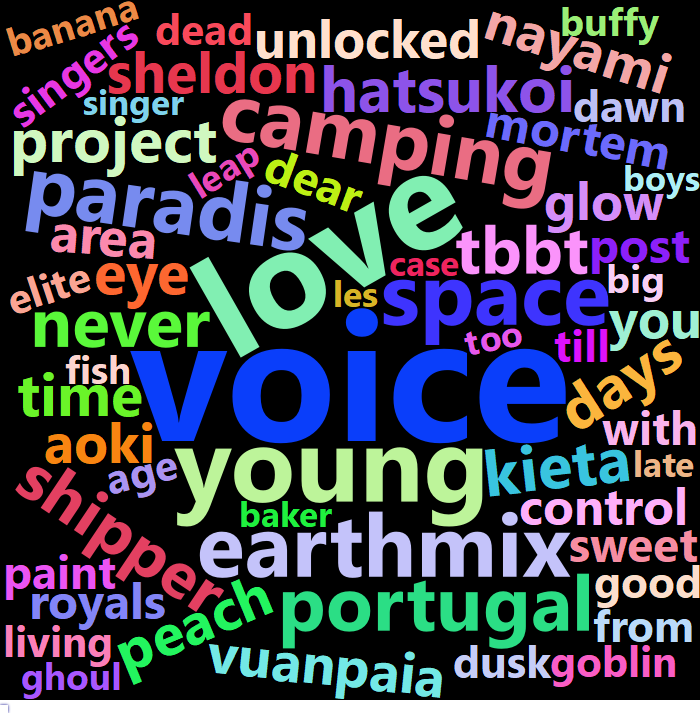 banana
dead
unlocked
nayami
buffy
singers
sheldon
hatsukoi
dawn
singer
camping
mortem
project
leap
dear
boys
paradis
love
glow
area
tbbt
post
elite
eye
case
space
big
never
les
you
voice
too
till
fish
time
days
aoki
young
with
age
kieta
late
shipper
baker
control
earthmix
sweet
paint
royals
peach
portugal
good
living
from
ghoul
vuanpaia
dusk
goblin